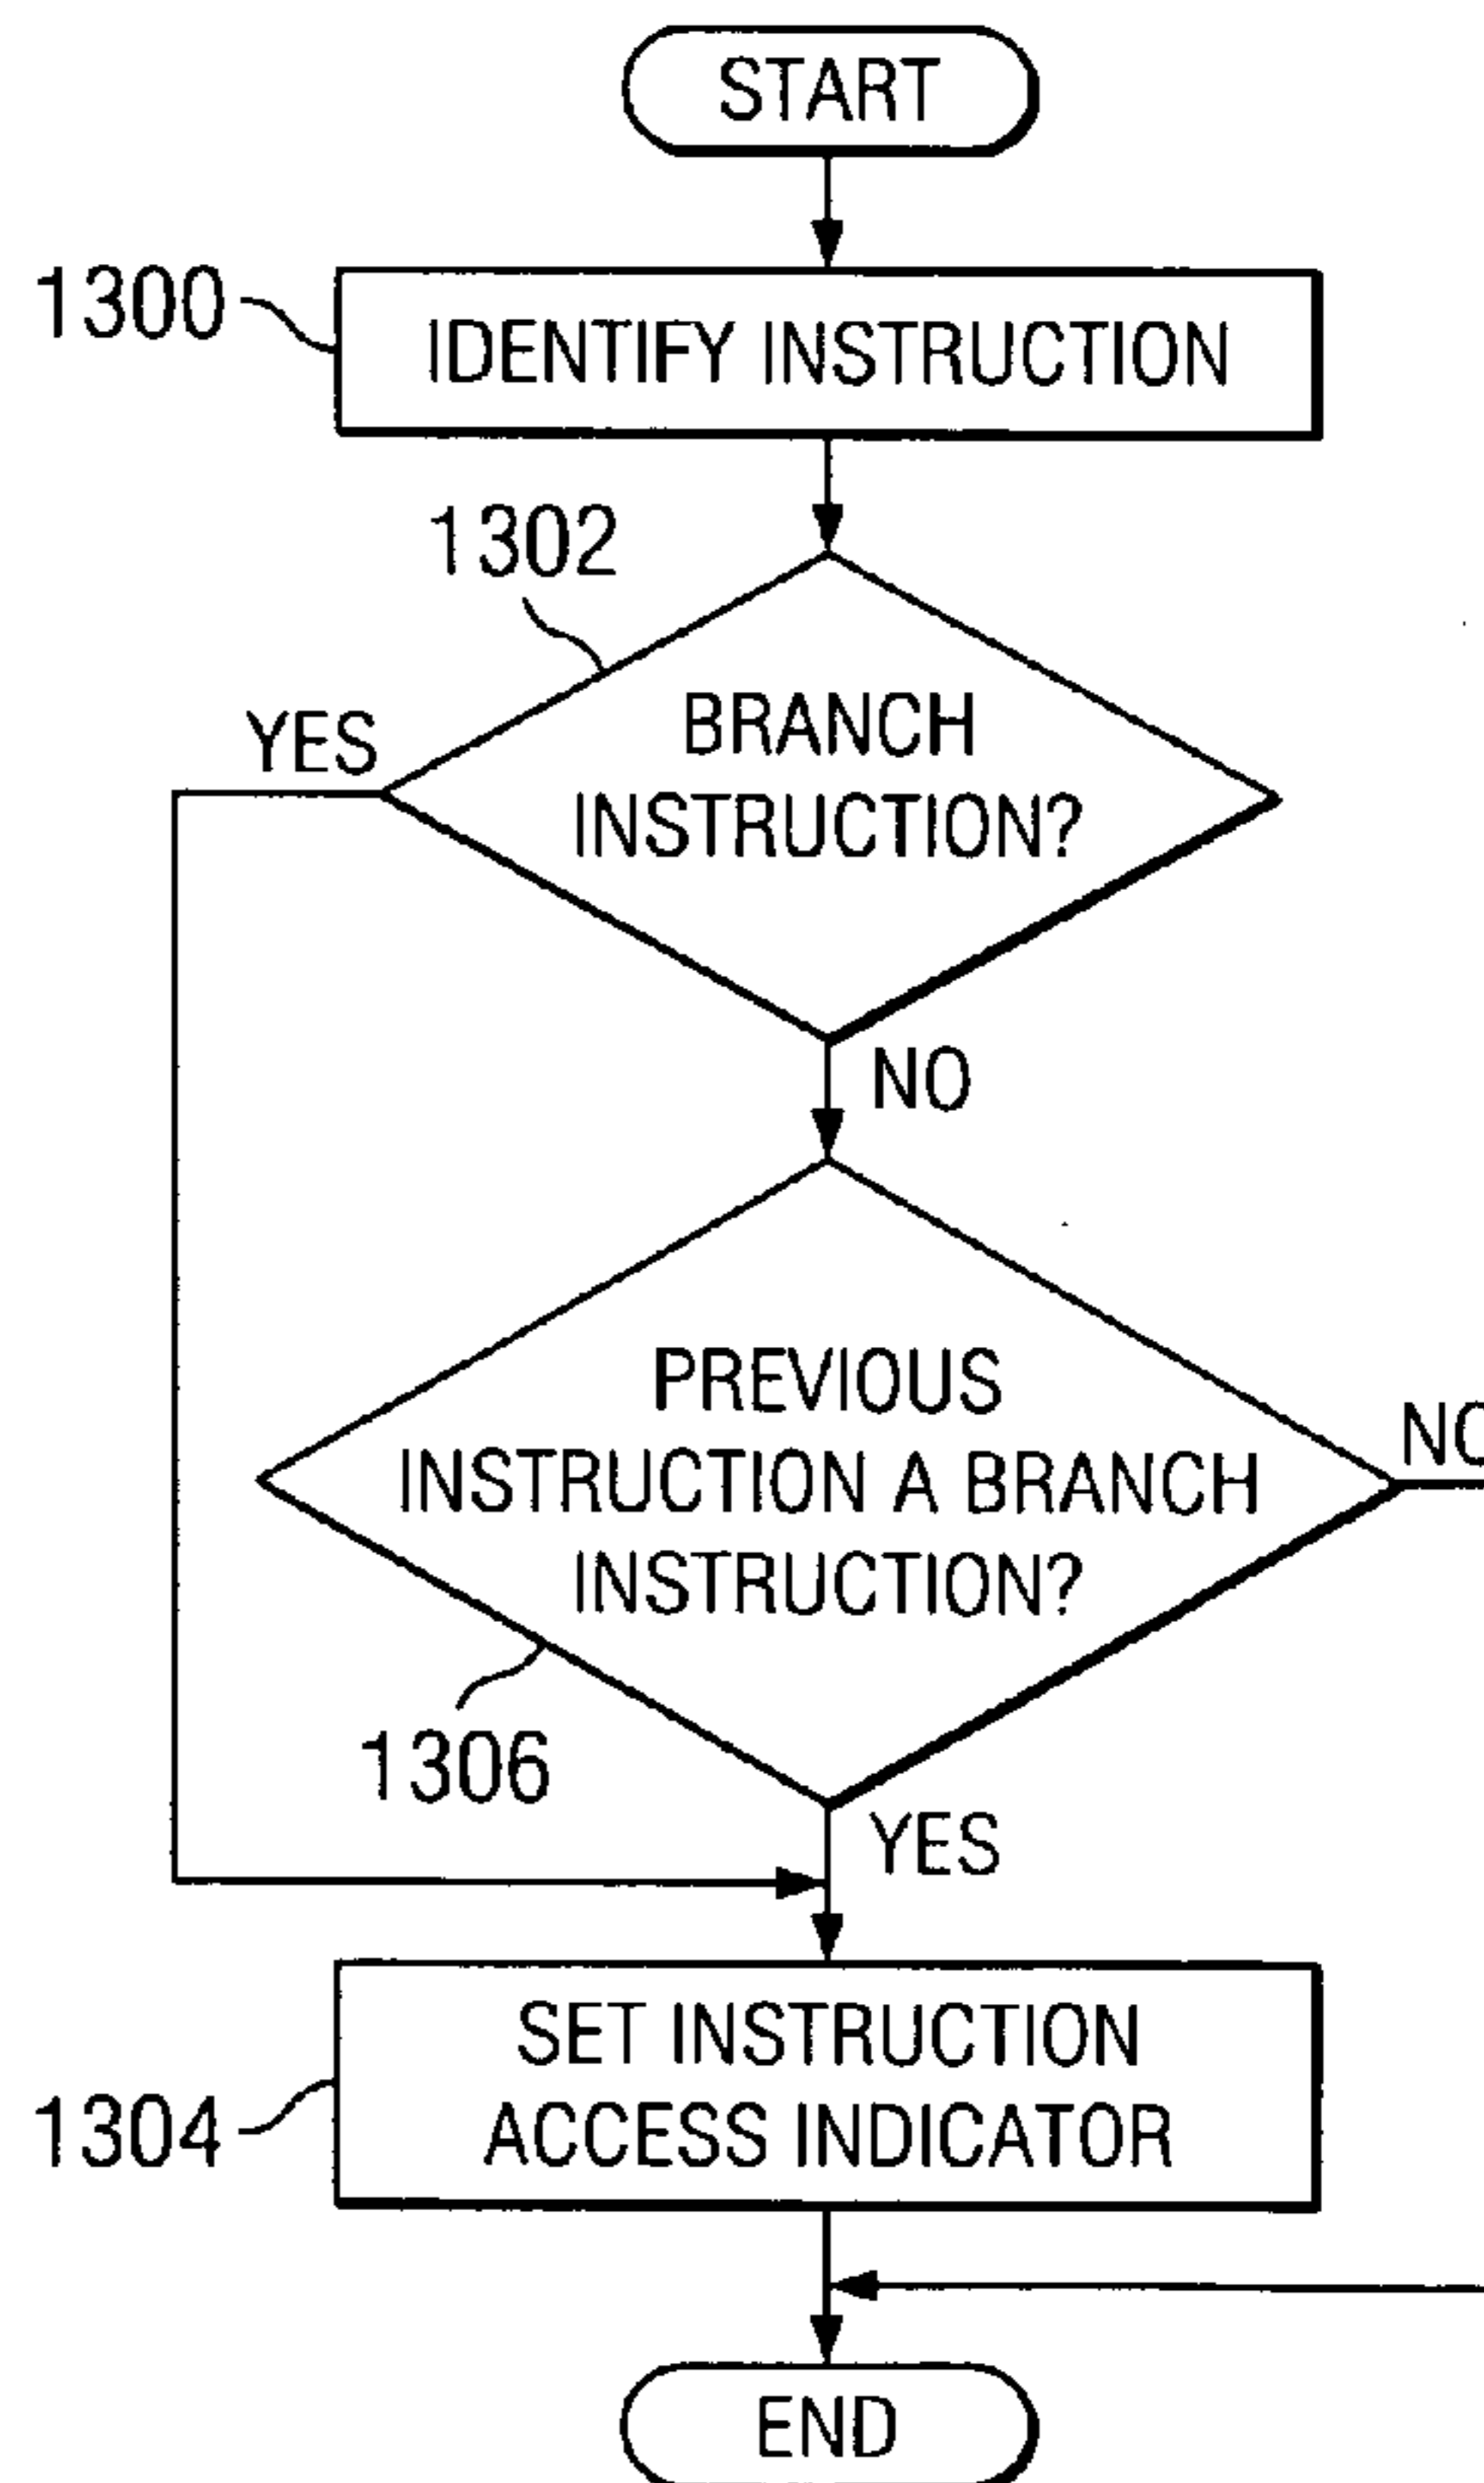 START
1300
IDENTIFY INSTRUCTION
1302
YES
BRANCH
INSTRUCTION?
NO
PREVIOUS
INSTRUCTION A BRANCH
INSTRUCTION?
NO
1306
YES
SET INSTRUCTION
ACCESS INDICATOR
1304
END